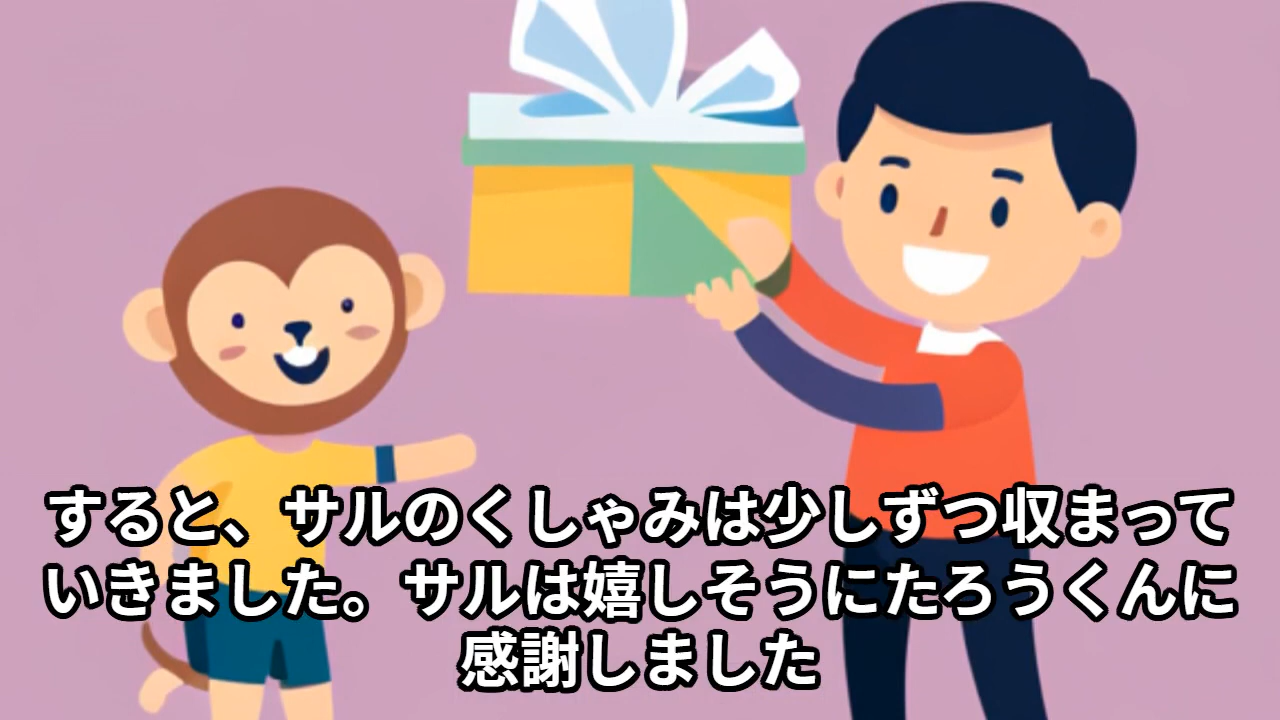 すると、サルのくしゃみは少しずつ収まって
いきました。サルは嬉しそうにたろうくんに
感謝しました